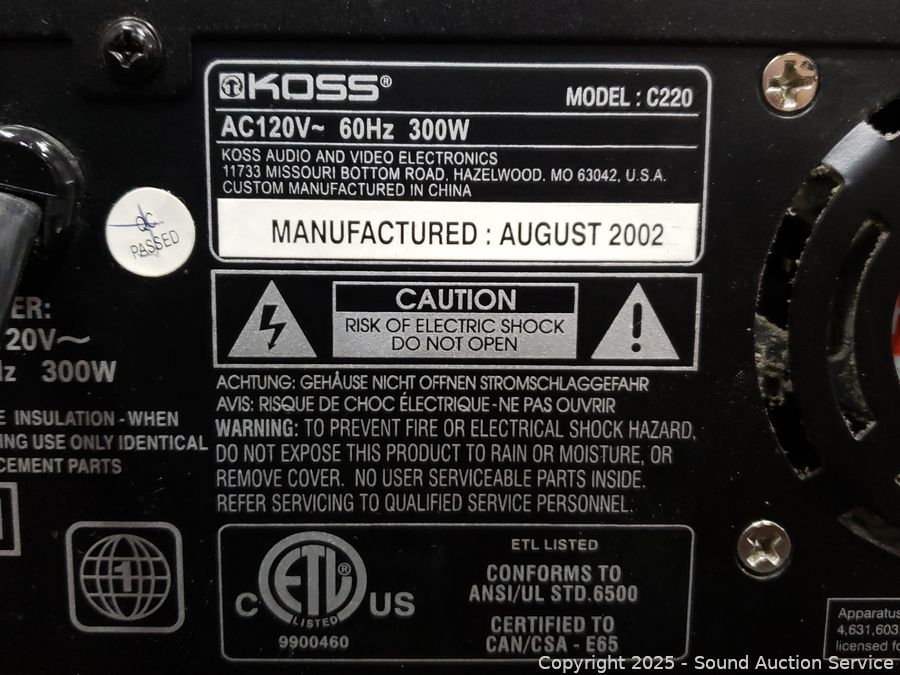 KOSS®
MODEL : C220
AC120V~ 60Hz 300W
KOSS AUDIO AND VIDEO ELECTRONICS
11733 MISSOURI BOTTOM ROAD, HAZELWOOD. MO 63042, U.S.A.
CUSTOM MANUFACTURED IN CHINA
MANUFACTURED : AUGUST 2002
QC
PASSED
CAUTION
RISK OF ELECTRIC SHOCK
DO NOT OPEN
ER:
20V~
Hz 300W
ACHTUNG: GEHÄUSE NICHT OFFNEN STROMSCHLAGGEFAHR
AVIS: RISQUE DE CHOC ÉLECTRIQUE-NE PAS OUVRIR
WARNING: TO PREVENT FIRE OR ELECTRICAL SHOCK HAZARD,
DO NOT EXPOSE THIS PRODUCT TO RAIN OR MOISTURE, OR
REMOVE COVER. NO USER SERVICEABLE PARTS INSIDE.
REFER SERVICING TO QUALIFIED SERVICE PERSONNEL.
E INSULATION - WHEN
ING USE ONLY IDENTICAL
CEMENT PARTS
1
C ETL® US
LISTED
9900460
ETL LISTED
CONFORMS TO
ANSI/UL STD.6500
CERTIFIED TO
CAN/CSA - E65
Apparatus
4,631,603
licensed fo
Copyright 2025 - Sound Auction Service